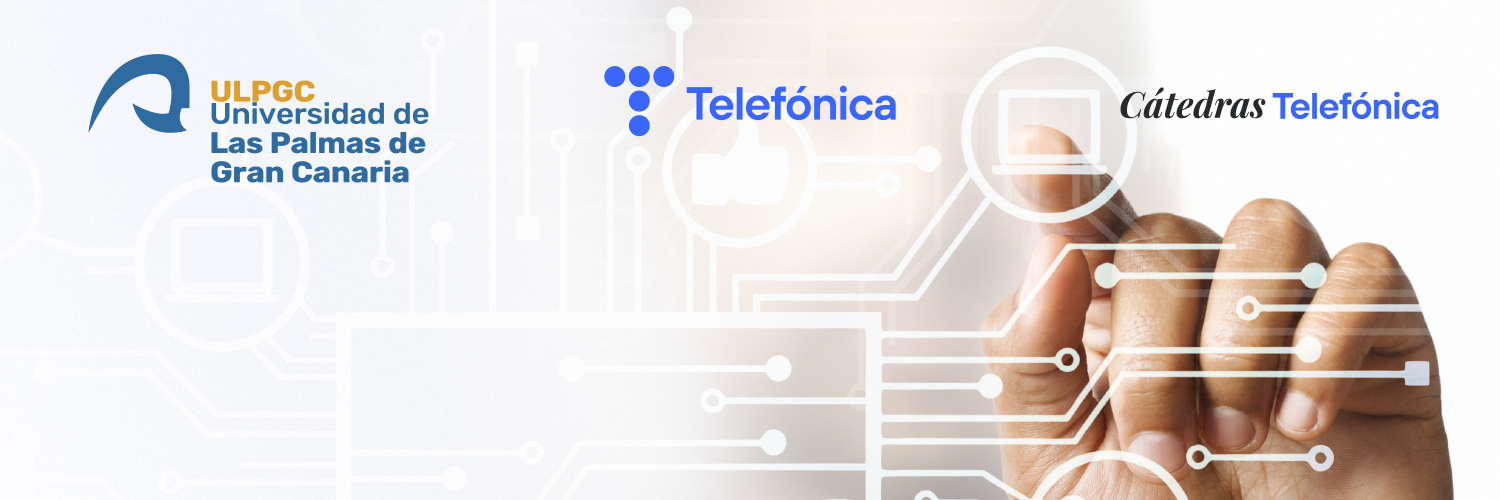 ULPGC
Universidad de
Las Palmas de
Gran Canaria
Telefónica
Cátedras Telefónica